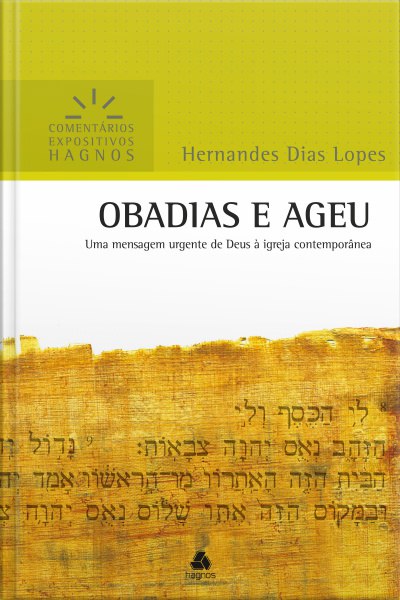 COMENTÁRIOS
EXPOSITIVOS
HAGNOS
Hernandes Dias Lopes
OBADIAS E AGEU
Uma mensagem urgente de Deus à igreja contemporânea
8 לִי הַכֶּסֶף וְלִי
הַזָּהָב נְאֻם יְהוָה צְבָאוֹת׃ 9 גָּדוֹל
הַבַּיִת הַזֶּה הָאַחֲרוֹן מִן־הָרִאשׁוֹן אָמַר
וּבַמָּקוֹם הַזֶּה אֶתֵּן שָׁלוֹם נְאֻם יְהוָה
hagnos